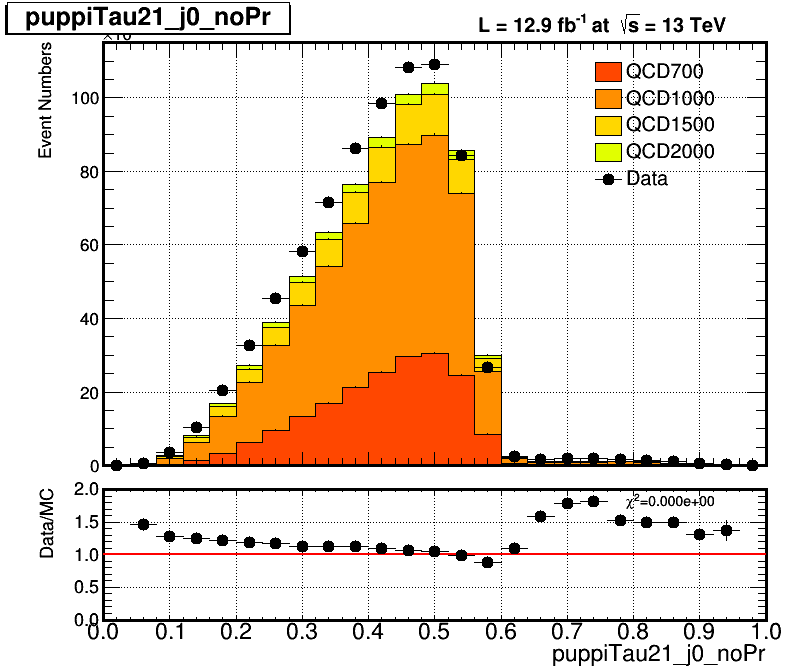 puppiTau21_j0_noPr
L = 12.9 fb⁻¹ at √s = 13 TeV
Event Numbers
100
80
60
40
20
0
QCD700
QCD1000
QCD1500
QCD2000
Data
Data/MC
2.0
1.5
1.0
0.5
0.0
χ²=0.000e+00
0.0 0.1 0.2 0.3 0.4 0.5 0.6 0.7 0.8 0.9 1.0
puppiTau21_j0_noPr